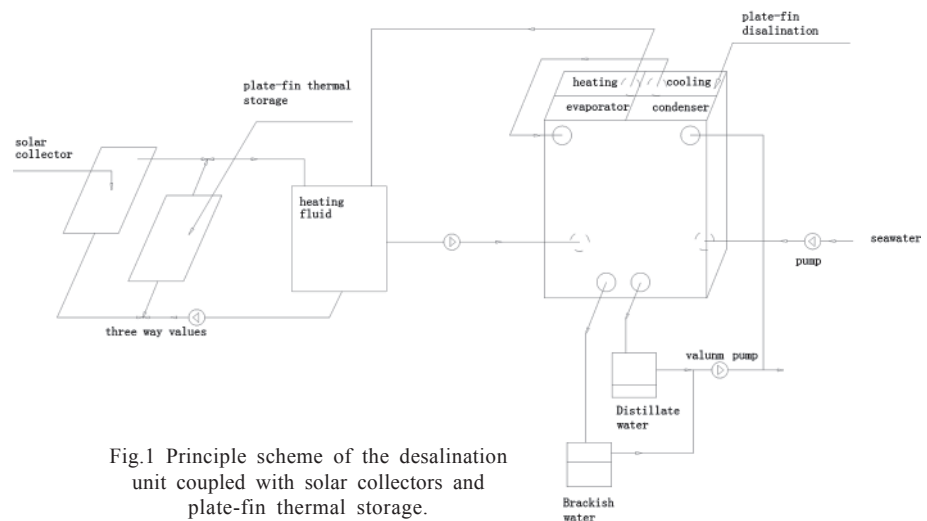 plate-fin
disalination
heating
cooling
evaporator
condenser
plate-fin thermal
storage
solar
collector
heating
fluid
seawater
pump
three way values
valunm pump
Distillate
water
Brackish
water
Fig.1 Principle scheme of the desalination
unit coupled with solar collectors and
plate-fin thermal storage.